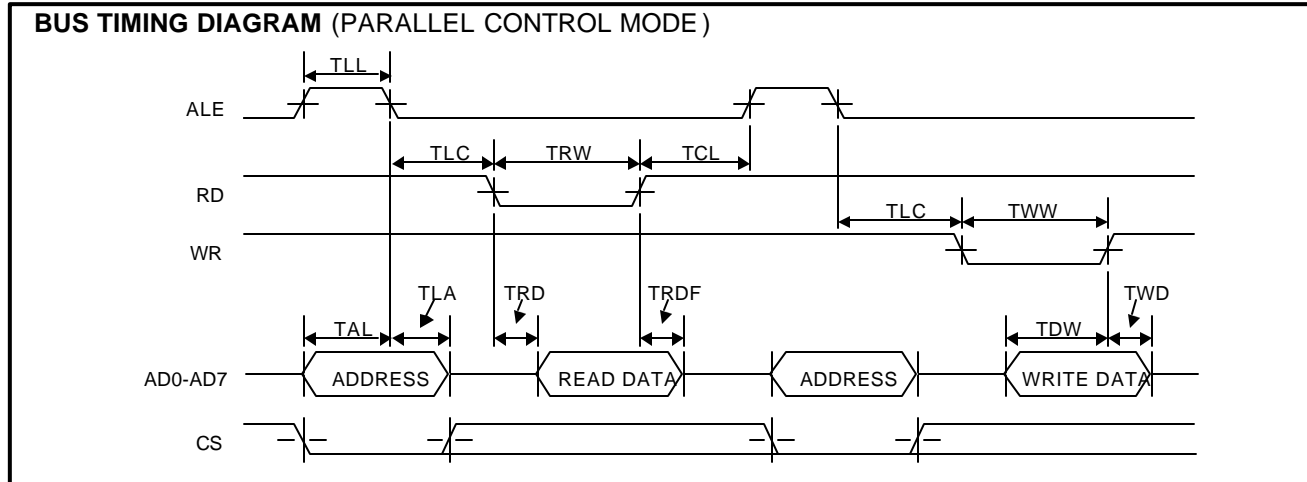 BUS TIMING DIAGRAM (PARALLEL CONTROL MODE)
TLL
ALE
TLC TRW TCL
RD
TLC TWW
WR
TLA TRD TRDF TWD
TAL TDW
AD0-AD7 ADDRESS READ DATA ADDRESS WRITE DATA
CS